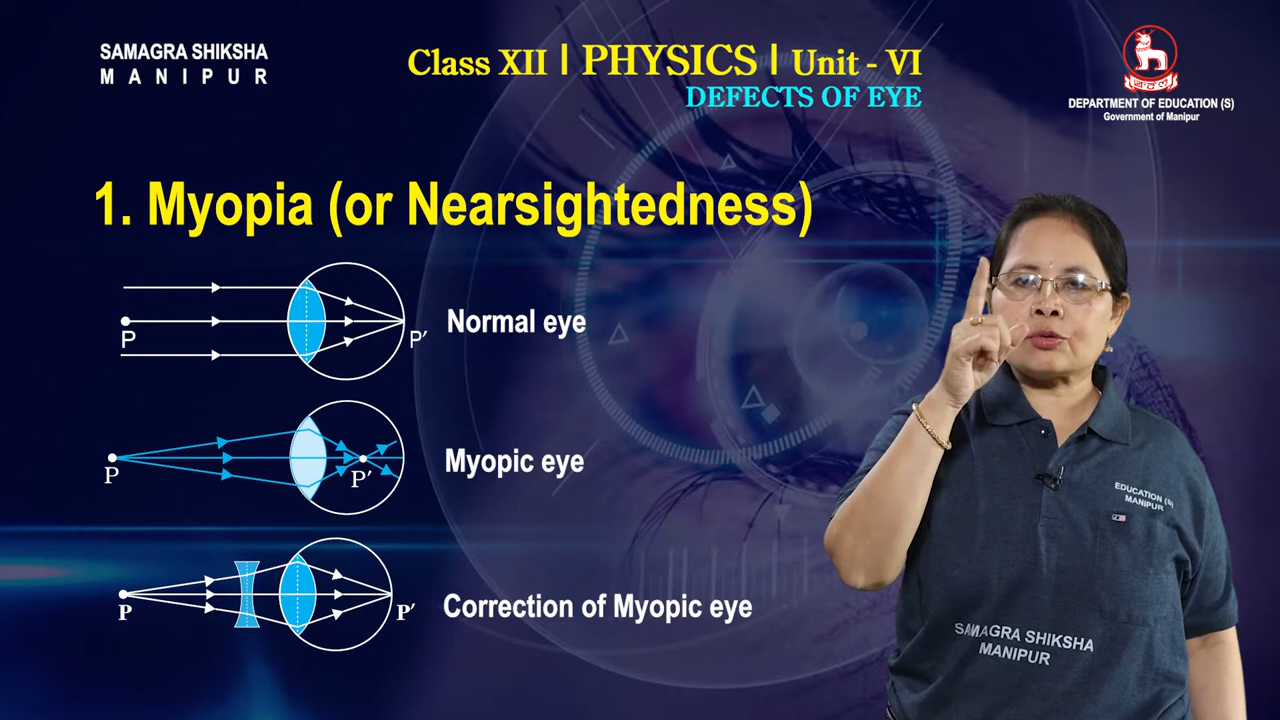 SAMAGRA SHIKSHA
MANIPUR
Class XII | PHYSICS | Unit - VI
DEFECTS OF EYE
DEPARTMENT OF EDUCATION (S)
Government of Manipur
1. Myopia (or Nearsightedness)
P
P′
Normal eye
P
P′
Myopic eye
P
P′
Correction of Myopic eye
EDUCATION (S)
MANIPUR
SAMAGRA SHIKSHA
MANIPUR